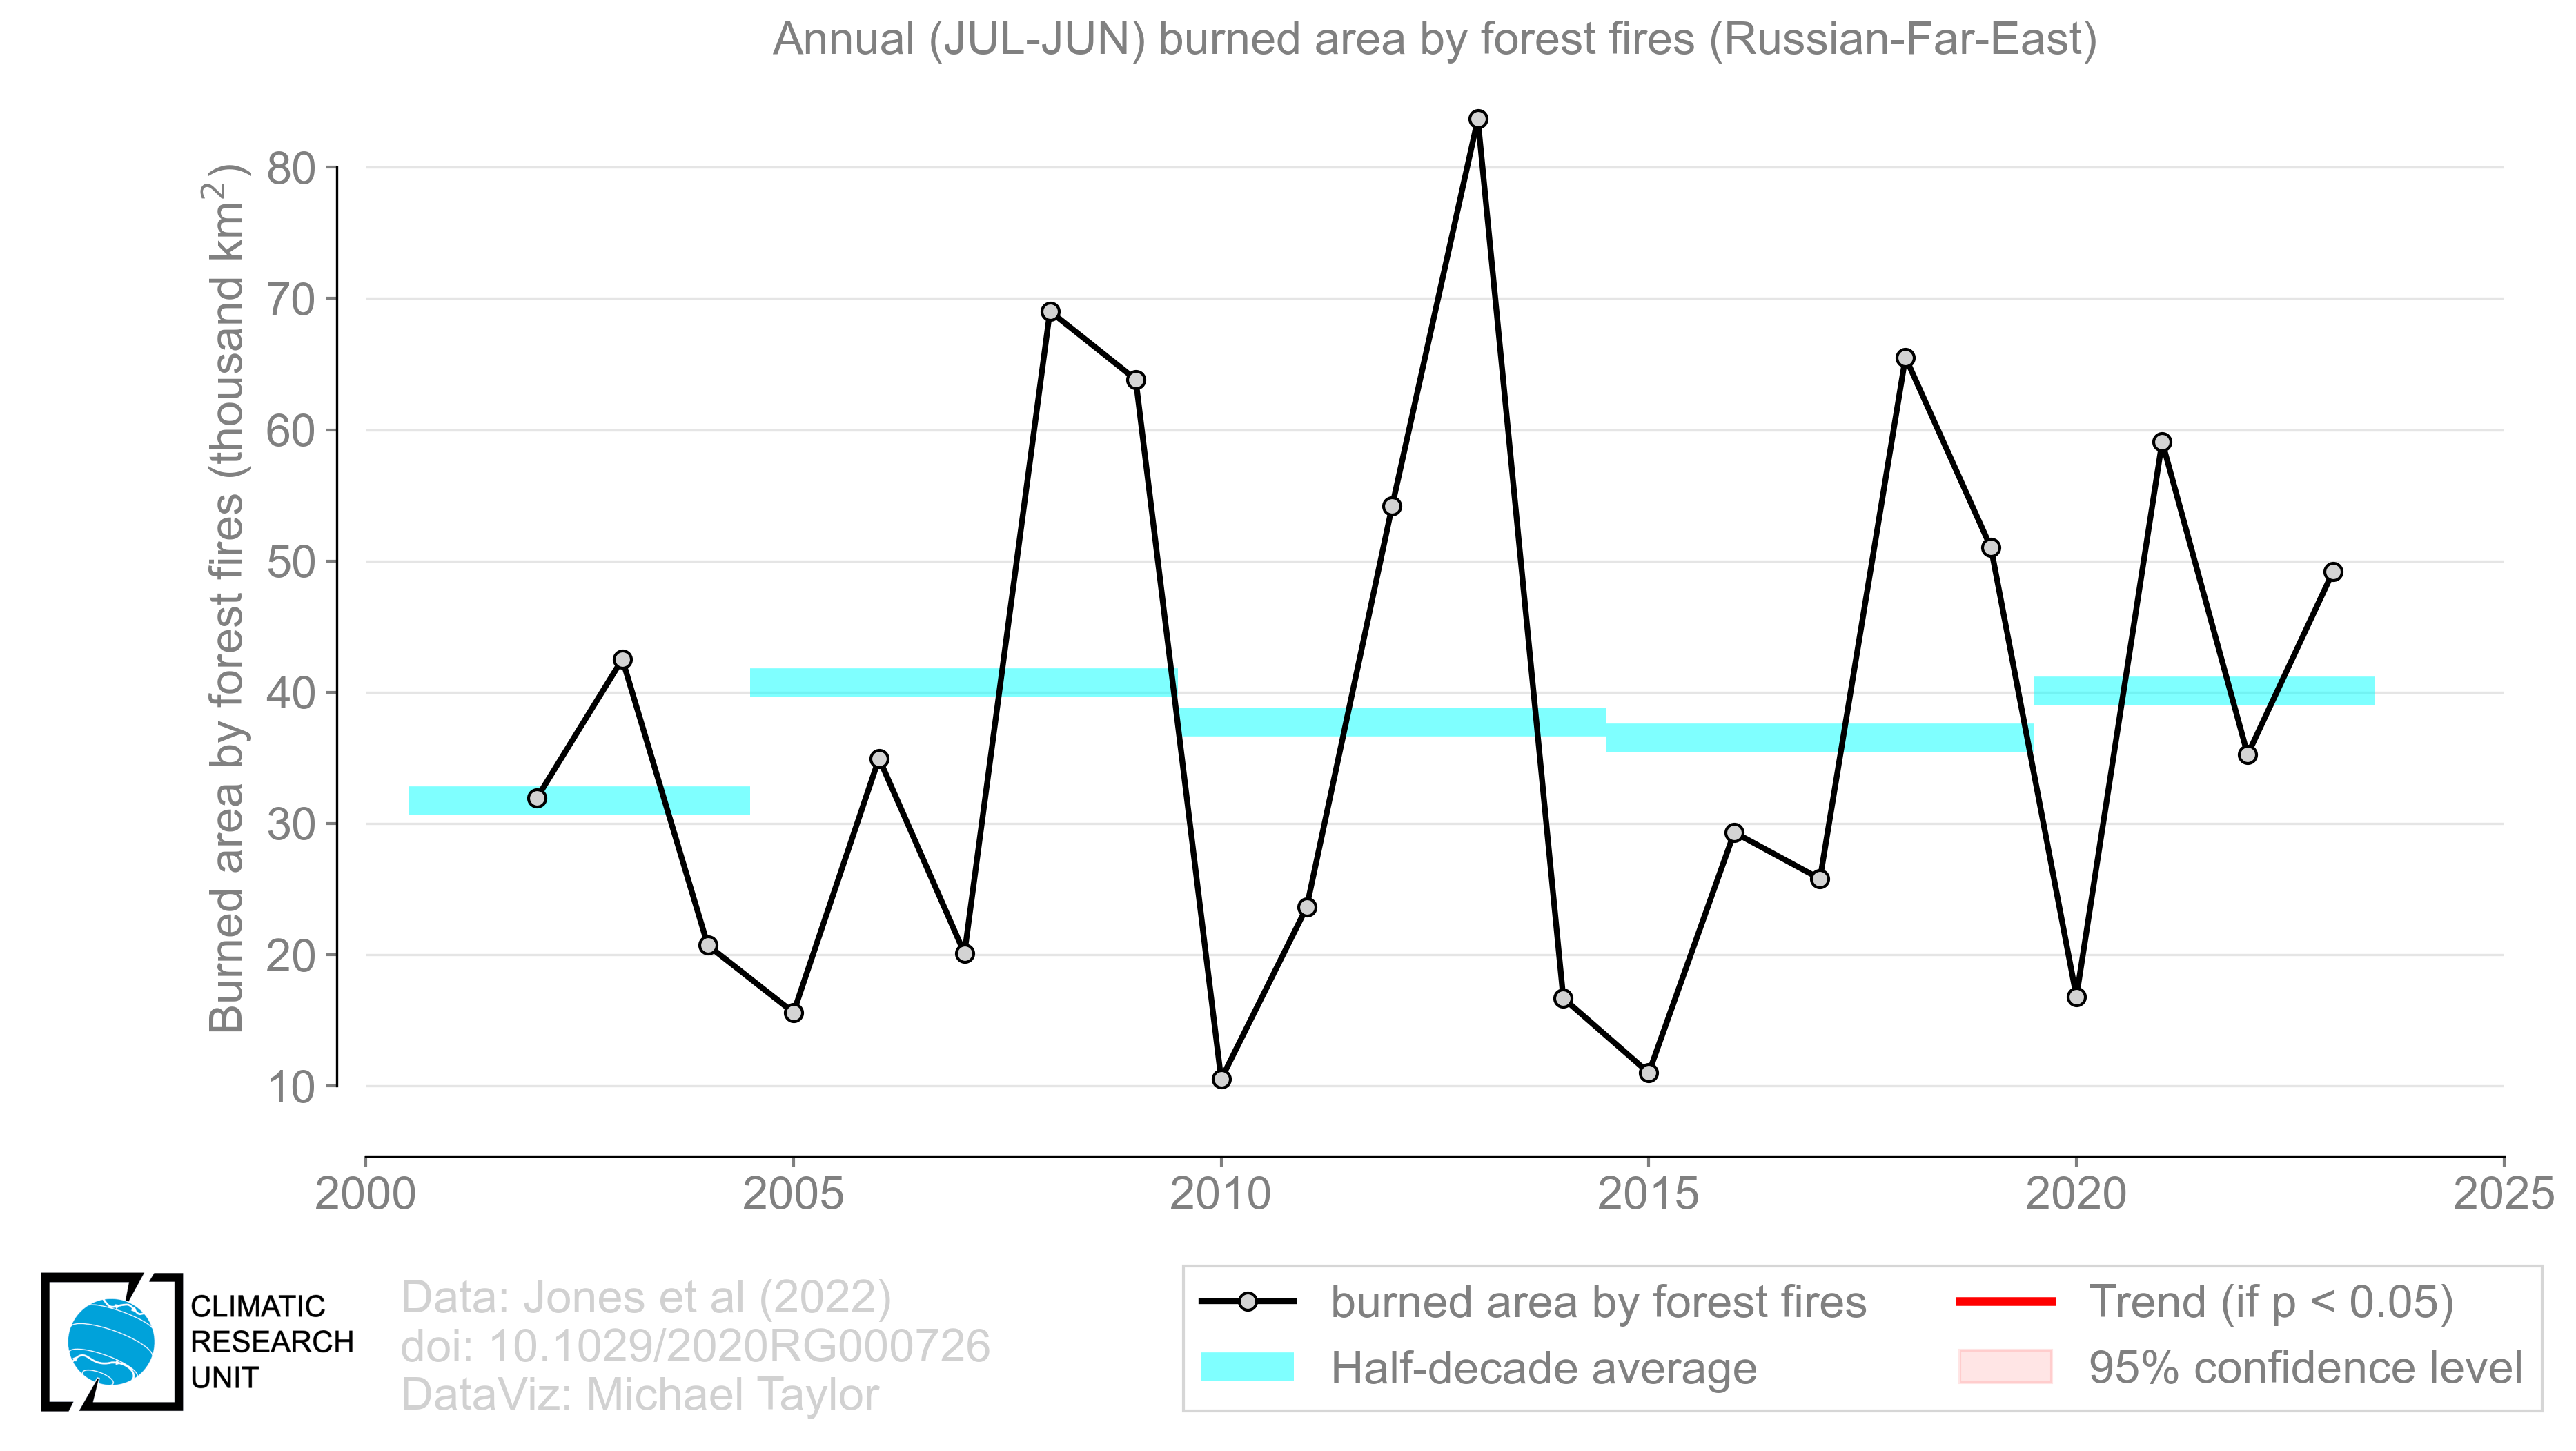 Annual (JUL-JUN) burned area by forest fires (Russian-Far-East)
Burned area by forest fires (thousand km²)
80
70
60
50
40
30
20
10
2000 2005 2010 2015 2020 2025
CLIMATIC
RESEARCH
UNIT
Data: Jones et al (2022)
doi: 10.1029/2020RG000726
DataViz: Michael Taylor
burned area by forest fires
Half-decade average
Trend (if p < 0.05)
95% confidence level